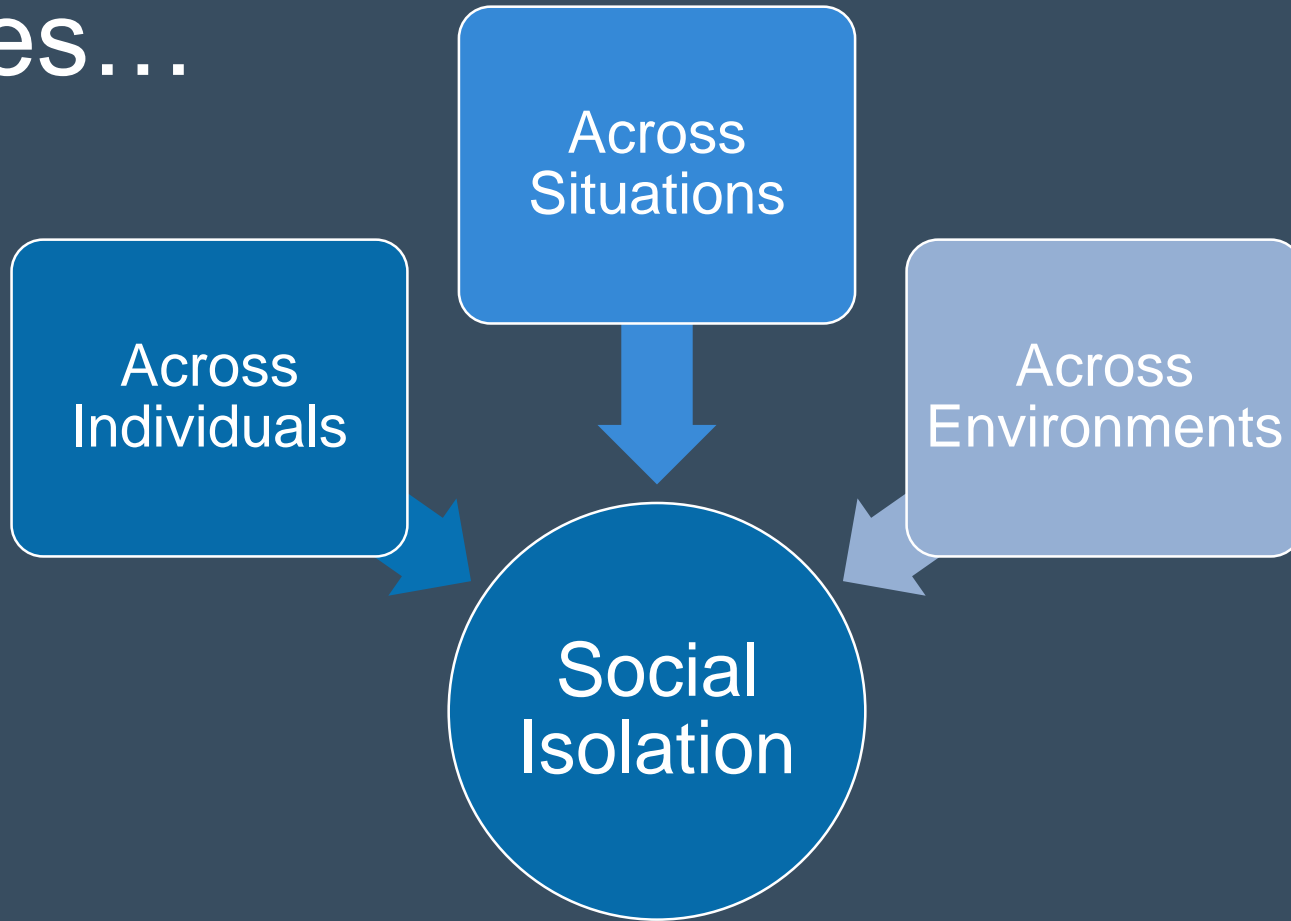 es…
Across
Situations
Across
Individuals
Across
Environments
Social
Isolation